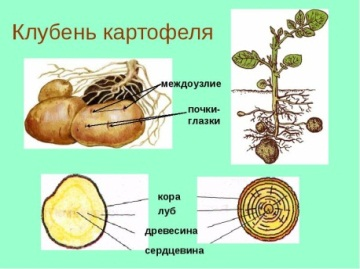 Клубень картофеля
междоузлие
почки-
глазки
кора
луб
древесина
сердцевина